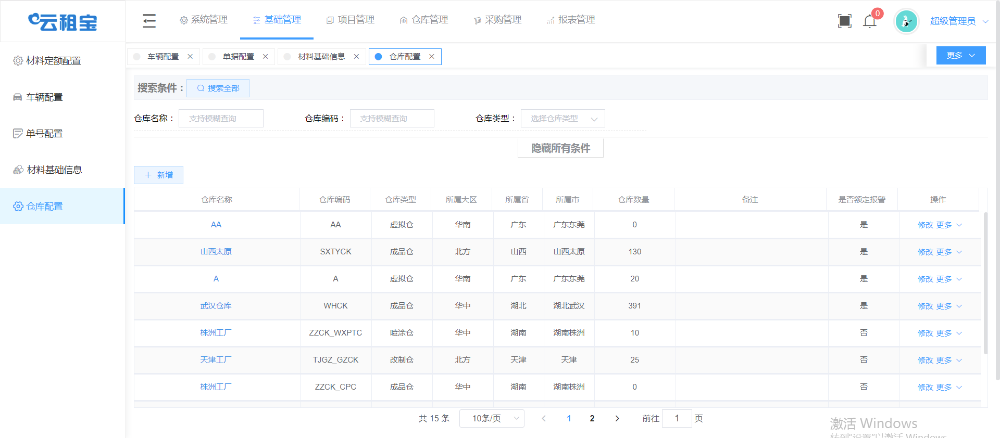 云租宝
系统管理 基础管理 项目管理 仓库管理 采购管理 报表管理
0
超级管理员
材料定额配置
车辆配置
单号配置
材料基础信息
仓库配置
车辆配置 × 单据配置 × 材料基础信息 × 仓库配置 ×
更多
搜索条件： 搜索全部
仓库名称： 支持模糊查询 仓库编码： 支持模糊查询 仓库类型： 选择仓库类型
隐藏所有条件
+ 新增
仓库名称 仓库编码 仓库类型 所属大区 所属省 所属市 仓库数量 备注 是否额定报警 操作
AA AA 虚拟仓 华南 广东 广东东莞 0 是 修改 更多
山西太原 SXTYCK 成品仓 北方 山西 山西太原 130 是 修改 更多
A A 虚拟仓 华南 广东 广东东莞 20 是 修改 更多
武汉仓库 WHCK 成品仓 华中 湖北 湖北武汉 391 是 修改 更多
株洲工厂 ZZCK_WXPTC 喷涂仓 华中 湖南 湖南株洲 10 否 修改 更多
天津工厂 TJGZ_GZCK 改制仓 北方 天津 天津 25 否 修改 更多
株洲工厂 ZZCK_CPC 成品仓 华中 湖南 湖南株洲 0 否 修改 更多
共 15 条 10条/页 < 1 2 > 前往 1 页
激活 Windows
转到"设置"以激活 Windows